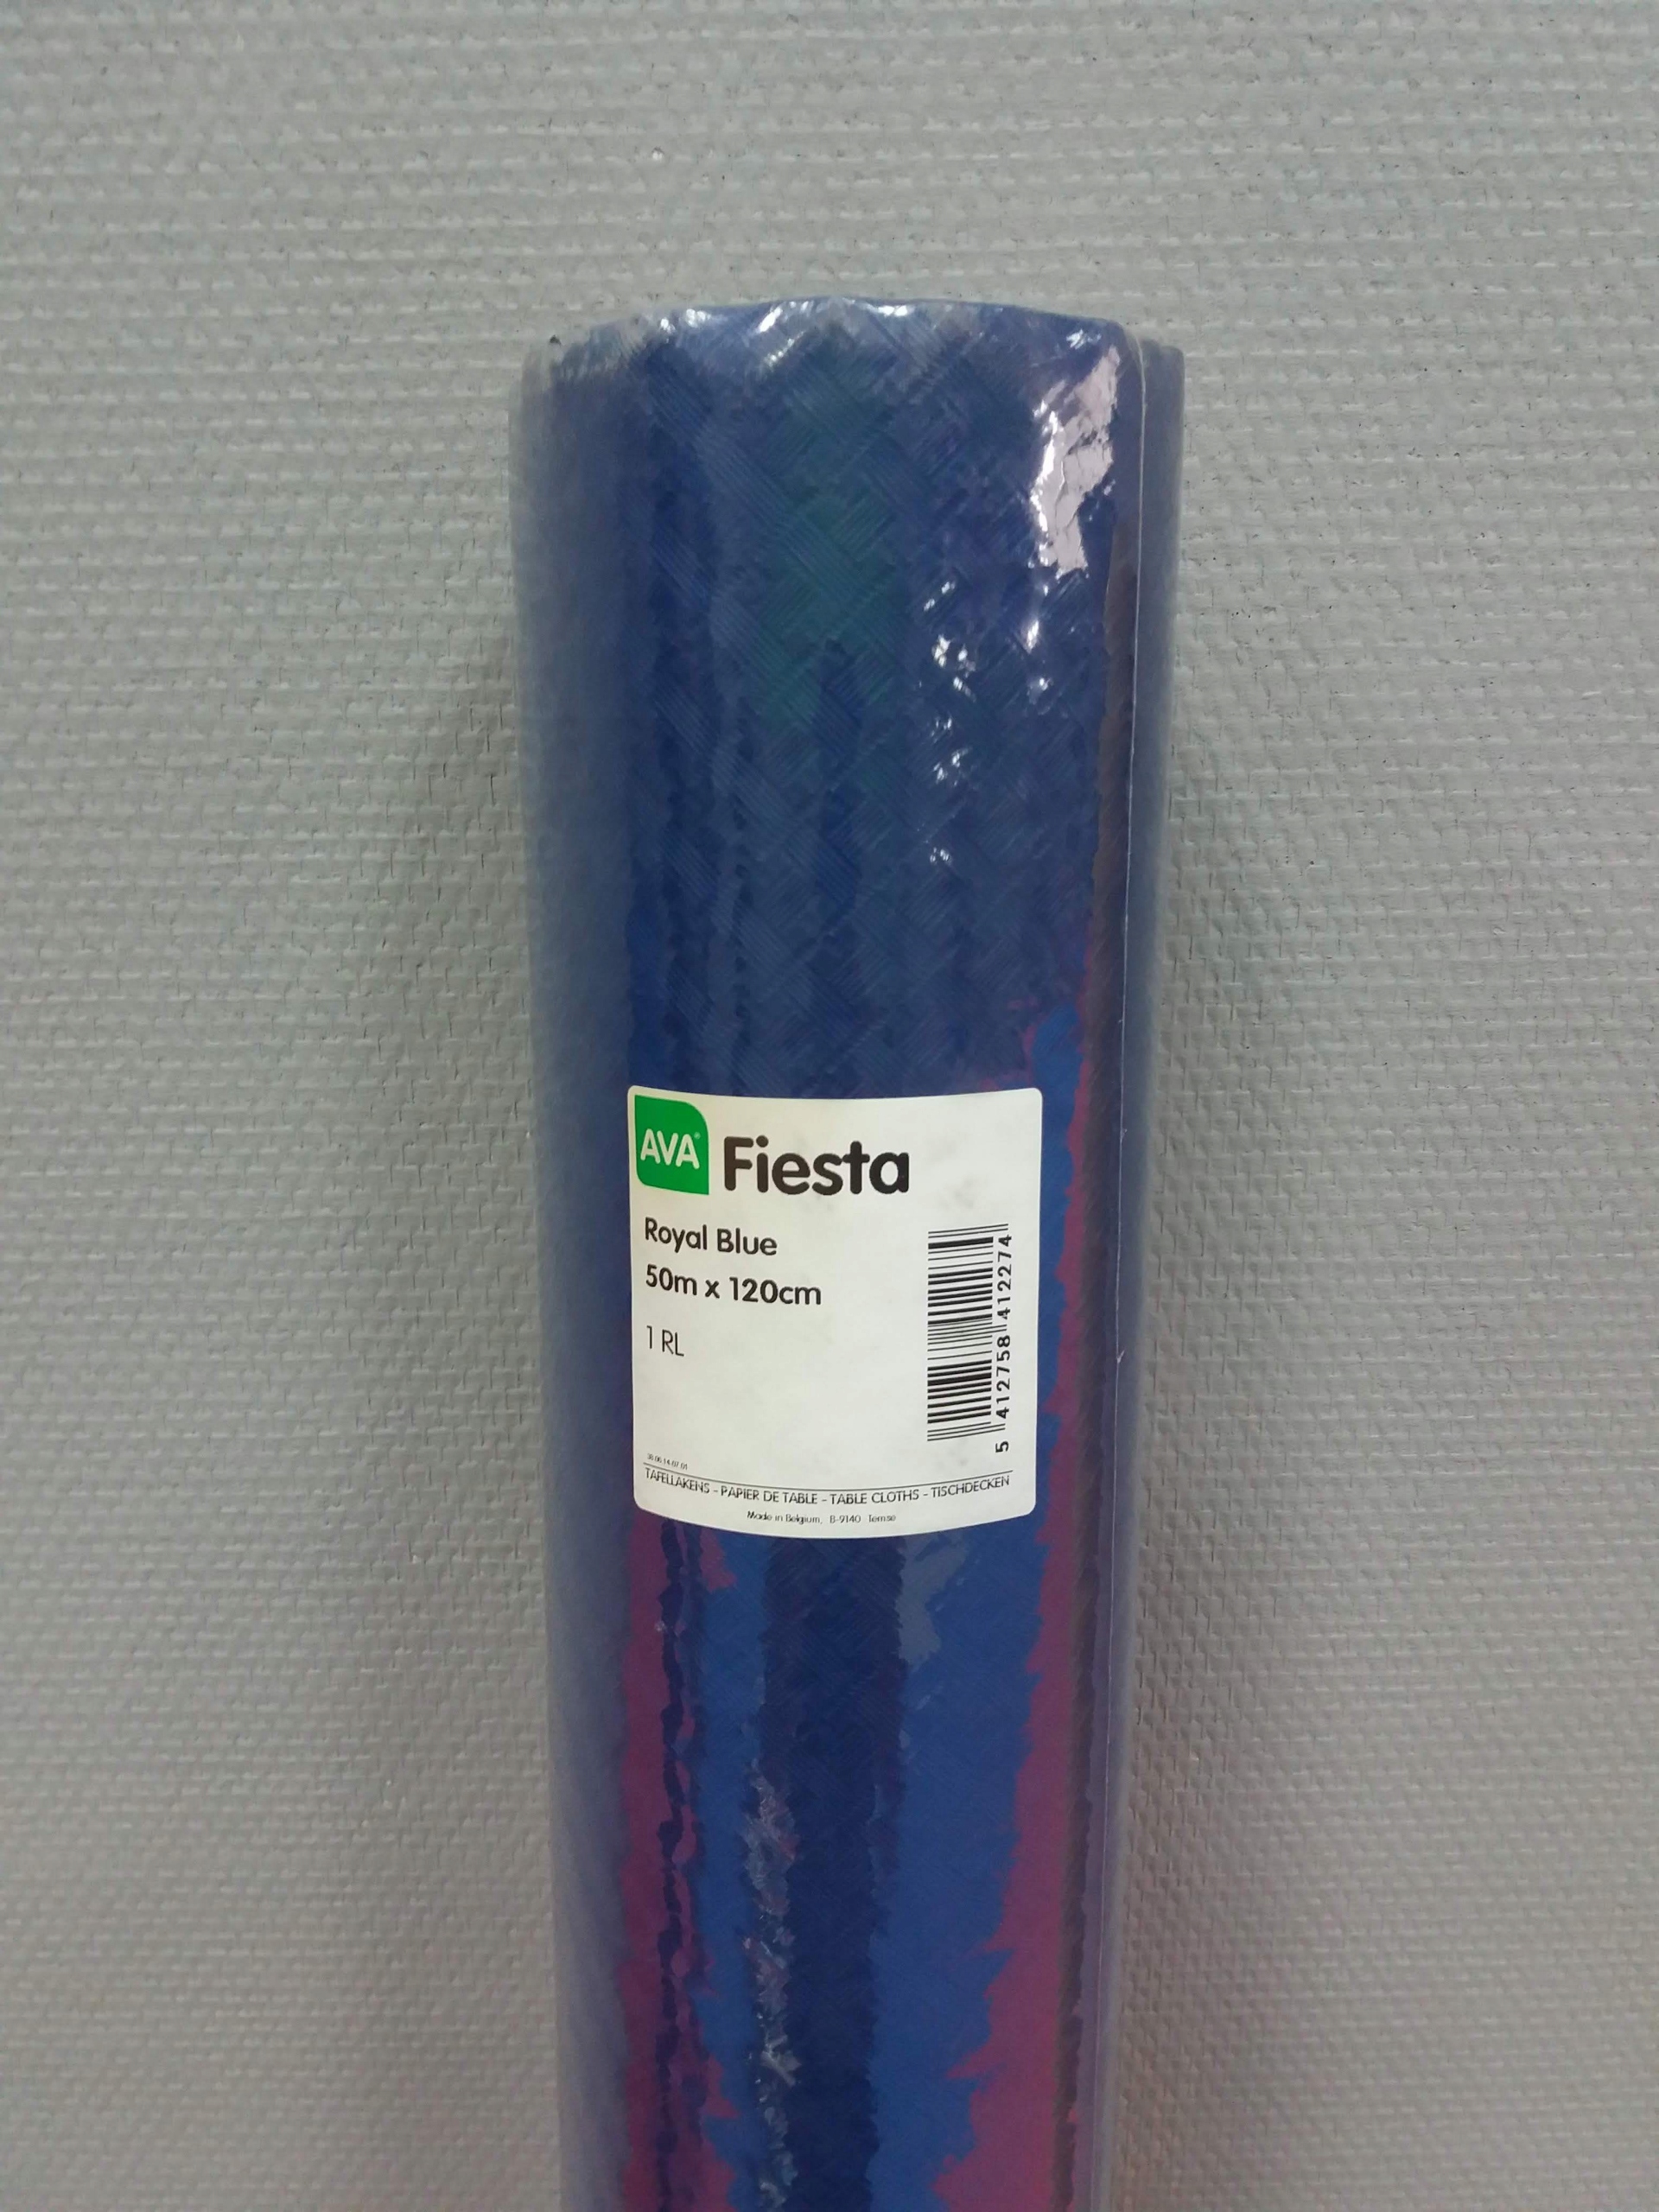 AVA®
Fiesta
Royal Blue
50m x 120cm
1 RL
5 412758 412274
TAFELLAKENS - PAPIER DE TABLE - TABLE CLOTHS - TISCHDECKEN
Made in Belgium, B-9140 Temse